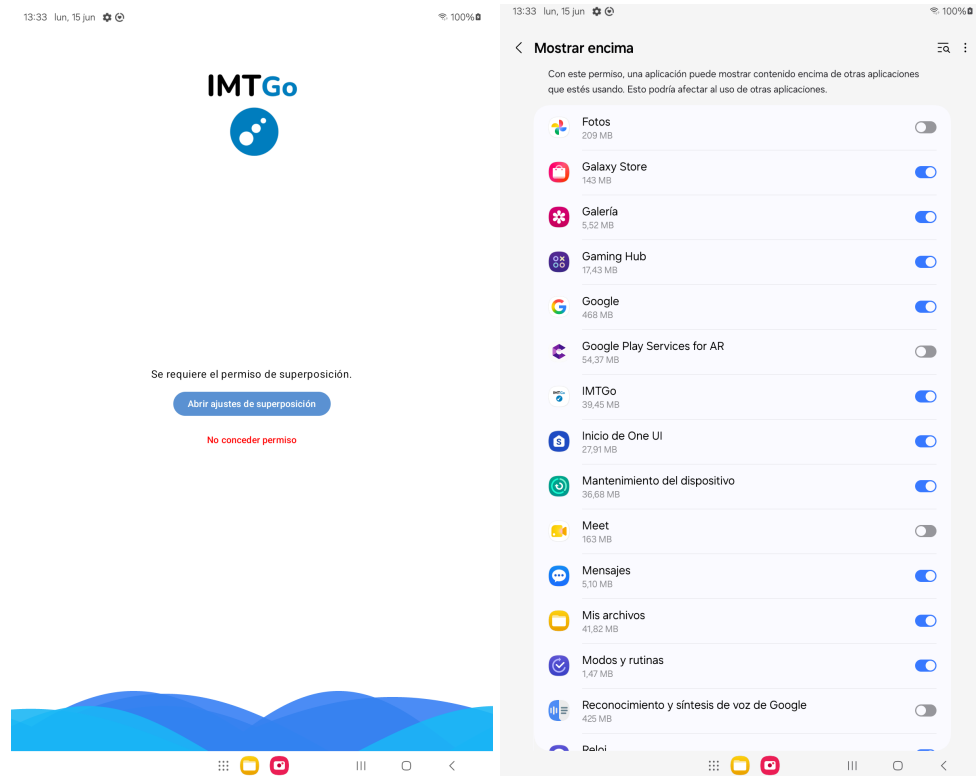 13:33 lun, 15 jun
100%
IMTGo
Se requiere el permiso de superposición.
Abrir ajustes de superposición
No conceder permiso
13:33 lun, 15 jun
100%
Mostrar encima
Con este permiso, una aplicación puede mostrar contenido encima de otras aplicaciones
que estés usando. Esto podría afectar al uso de otras aplicaciones.
Fotos
209 MB
Galaxy Store
143 MB
Galería
5,52 MB
Gaming Hub
17,43 MB
Google
468 MB
Google Play Services for AR
54,37 MB
IMTGo
39,45 MB
Inicio de One UI
27,91 MB
Mantenimiento del dispositivo
36,68 MB
Meet
163 MB
Mensajes
5,10 MB
Mis archivos
41,82 MB
Modos y rutinas
1,47 MB
Reconocimiento y síntesis de voz de Google
425 MB
Reloj